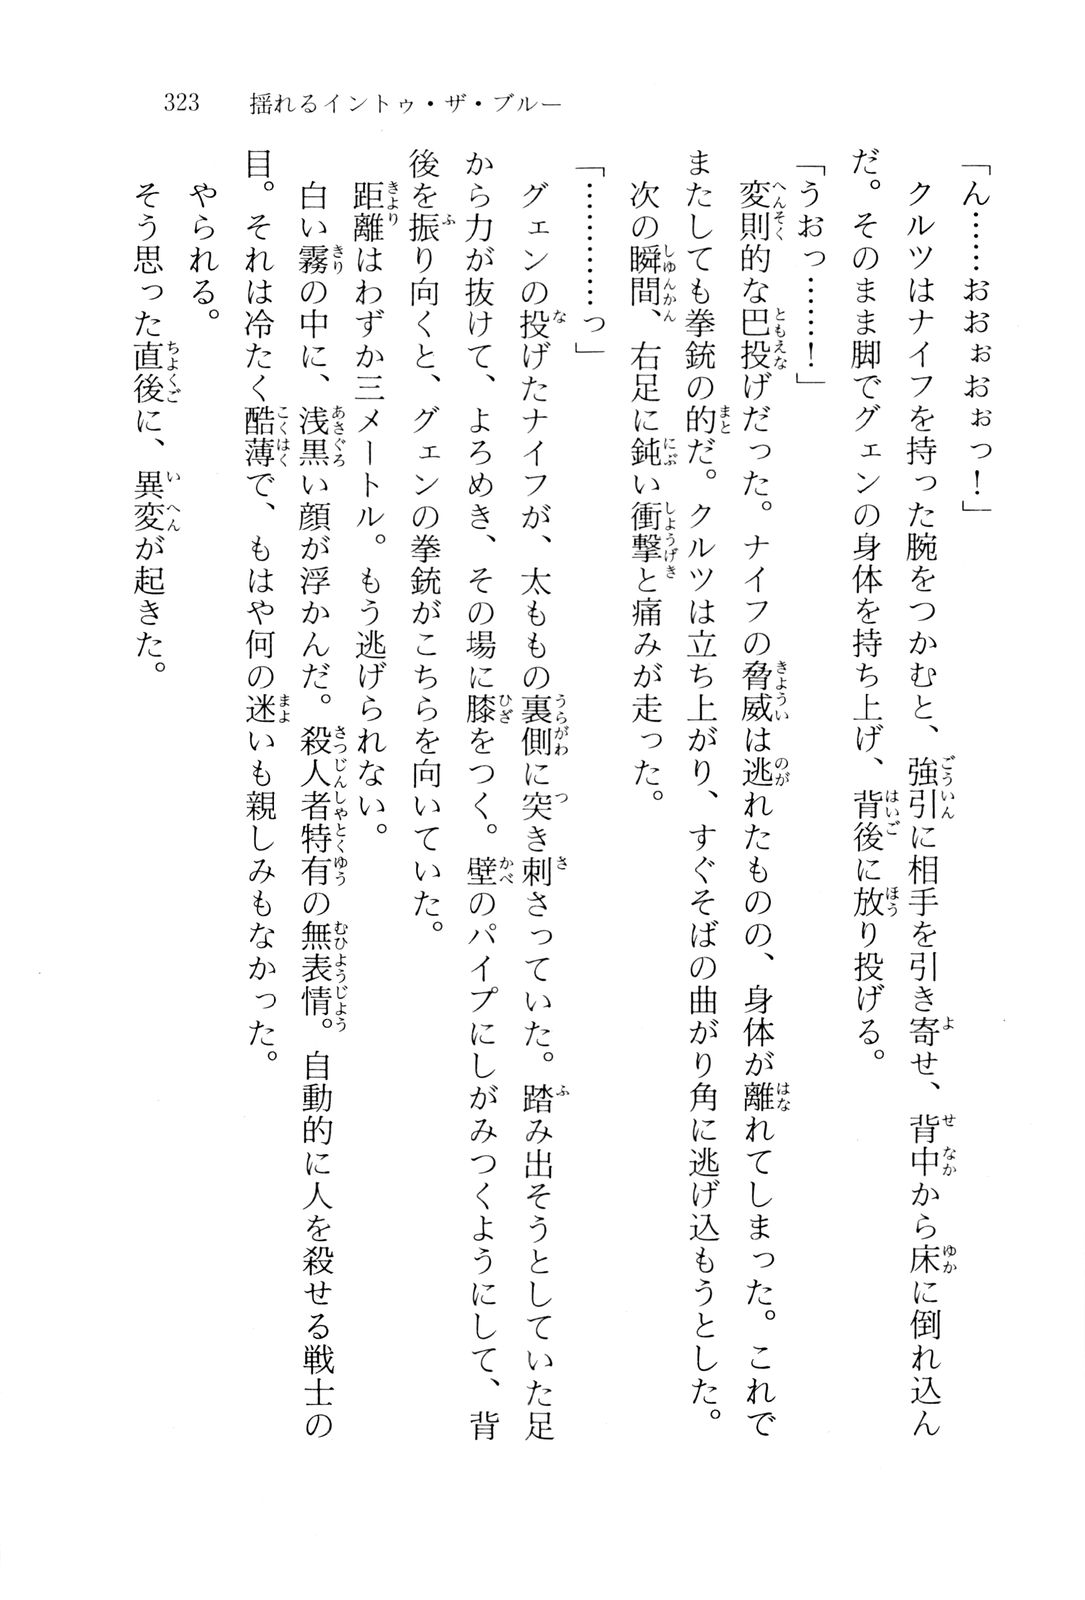 323　揺れるイントゥ・ザ・ブルー
「ん……おおぉぉぉっ！」
クルツはナイフを持った腕をつかむと、強引に相手を引き寄せ、背中から床に倒れ込ん
だ。そのまま脚でグェンの身体を持ち上げ、背後に放り投げる。
「うおっ……！」
変則的な巴投げだった。ナイフの脅威は逃れたものの、身体が離れてしまった。これで
またしても拳銃の的だ。クルツは立ち上がり、すぐそばの曲がり角に逃げ込もうとした。
次の瞬間、右足に鈍い衝撃と痛みが走った。
「…………っ」
グェンの投げたナイフが、太ももの裏側に突き刺さっていた。踏み出そうとしていた足
から力が抜けて、よろめき、その場に膝をつく。壁のパイプにしがみつくようにして、背
後を振り向くと、グェンの拳銃がこちらを向いていた。
距離はわずか三メートル。もう逃げられない。
白い霧の中に、浅黒い顔が浮かんだ。殺人者特有の無表情。自動的に人を殺せる戦士の
目。それは冷たく酷薄で、もはや何の迷いも親しみもなかった。
やられる。
そう思った直後に、異変が起きた。